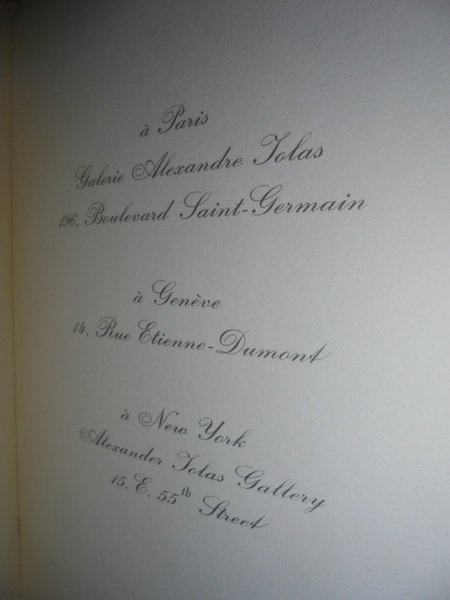 à Paris
Galerie Alexandre Iolas
196, Boulevard Saint-Germain
à Genève
14, Rue Etienne-Dumont
à New York
Alexander Iolas Gallery
15, E. 55th Street